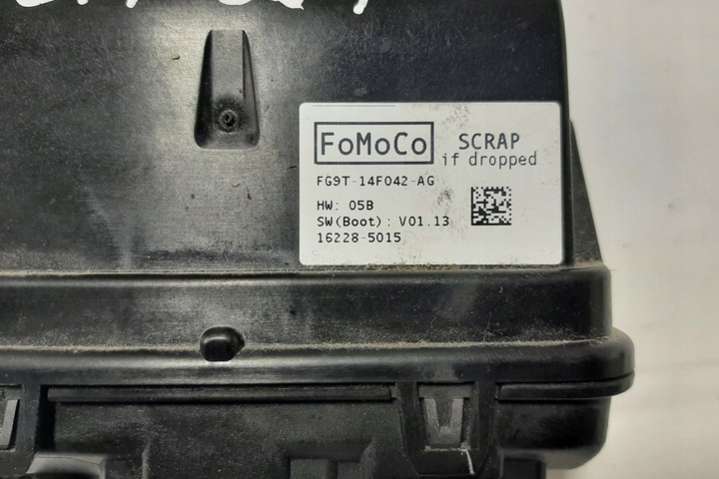 FoMoCo SCRAP
if dropped
FG9T-14F042-AG
HW: 05B
SW(Boot): V01.13
16228-5015